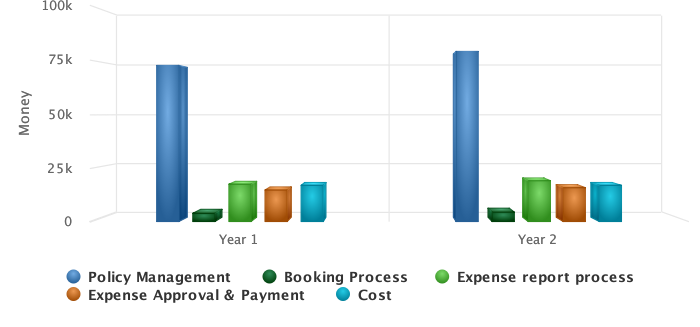 100k
75k
50k
25k
0
Money
Year 1
Year 2
Policy Management
Booking Process
Expense report process
Expense Approval & Payment
Cost